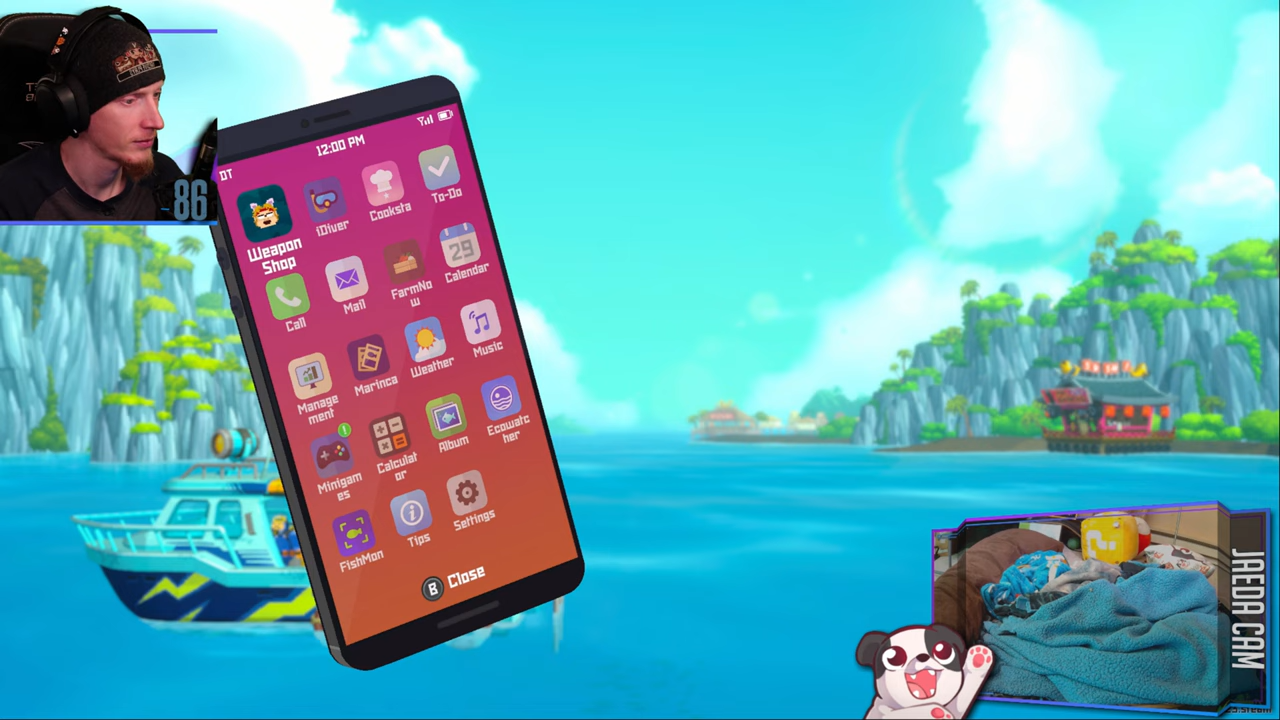 86
DT
12:00 PM
Weapon
Shop
iDiver
Cooksta
To-Do
Call
Mail
FarmNo
w
29
Calendar
Manage
ment
Marinca
Weather
Music
Minigam
es
Calculat
or
Album
Ecowatc
her
FishMon
Tips
Settings
B Close
JAEDA CAM